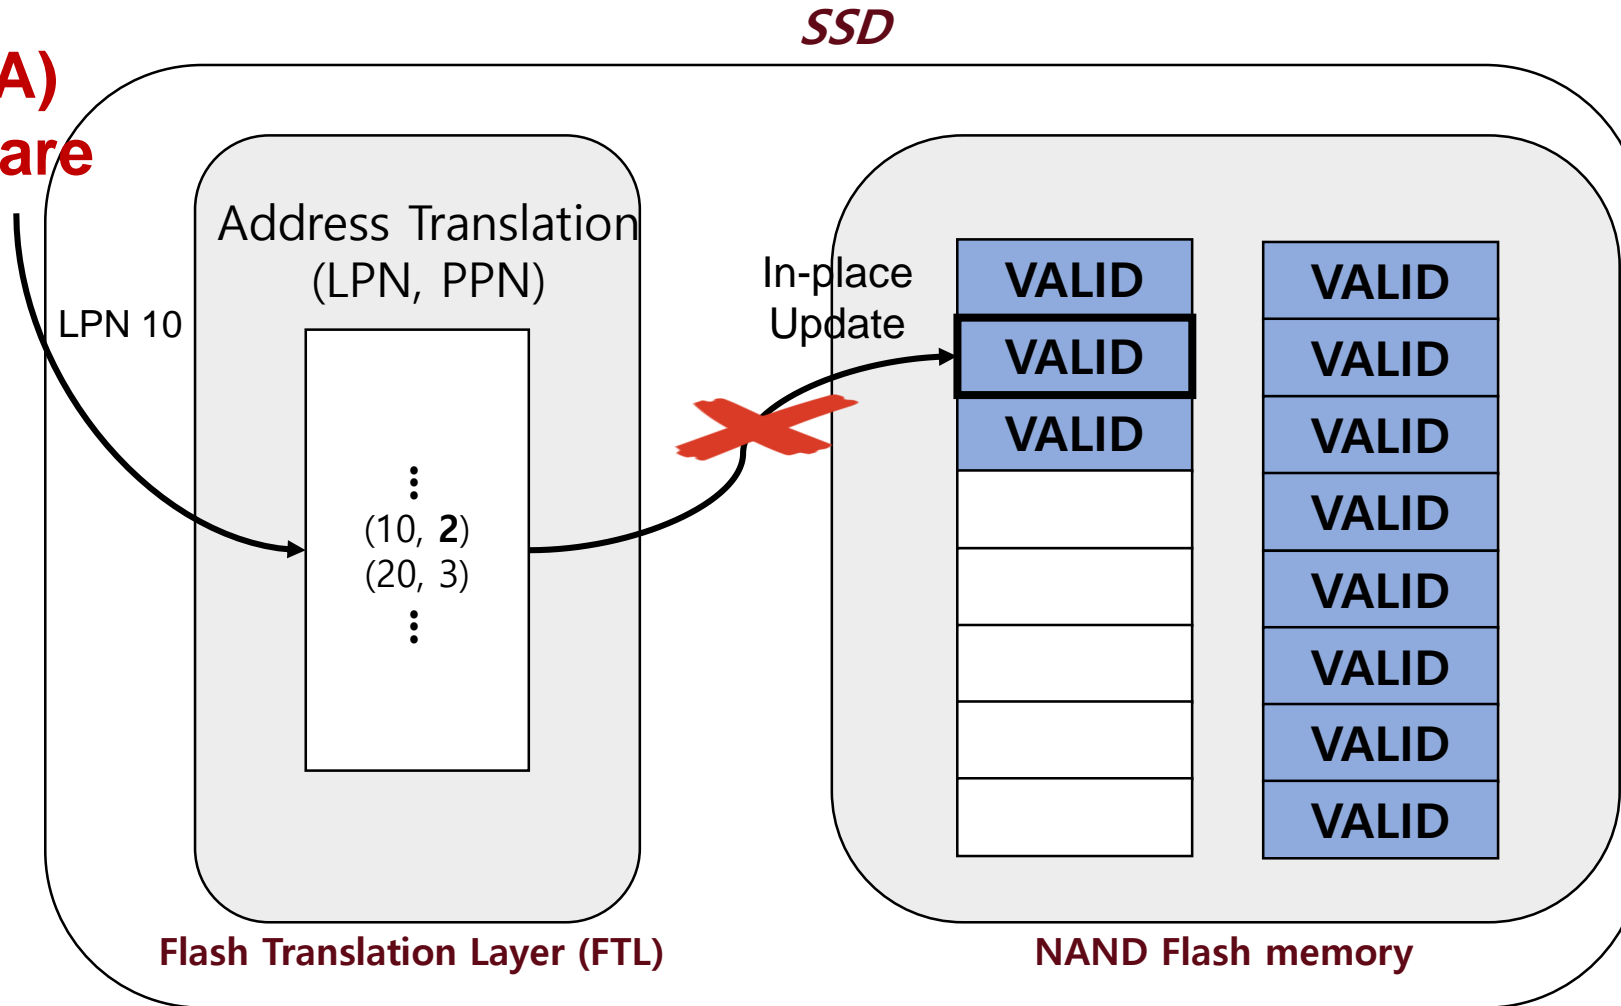 SSD
A)
are
Address Translation
(LPN, PPN)
LPN 10
⋮
(10, 2)
(20, 3)
⋮
In-place
Update
VALID
VALID
VALID
VALID
VALID
VALID
VALID
VALID
VALID
VALID
VALID
Flash Translation Layer (FTL)
NAND Flash memory